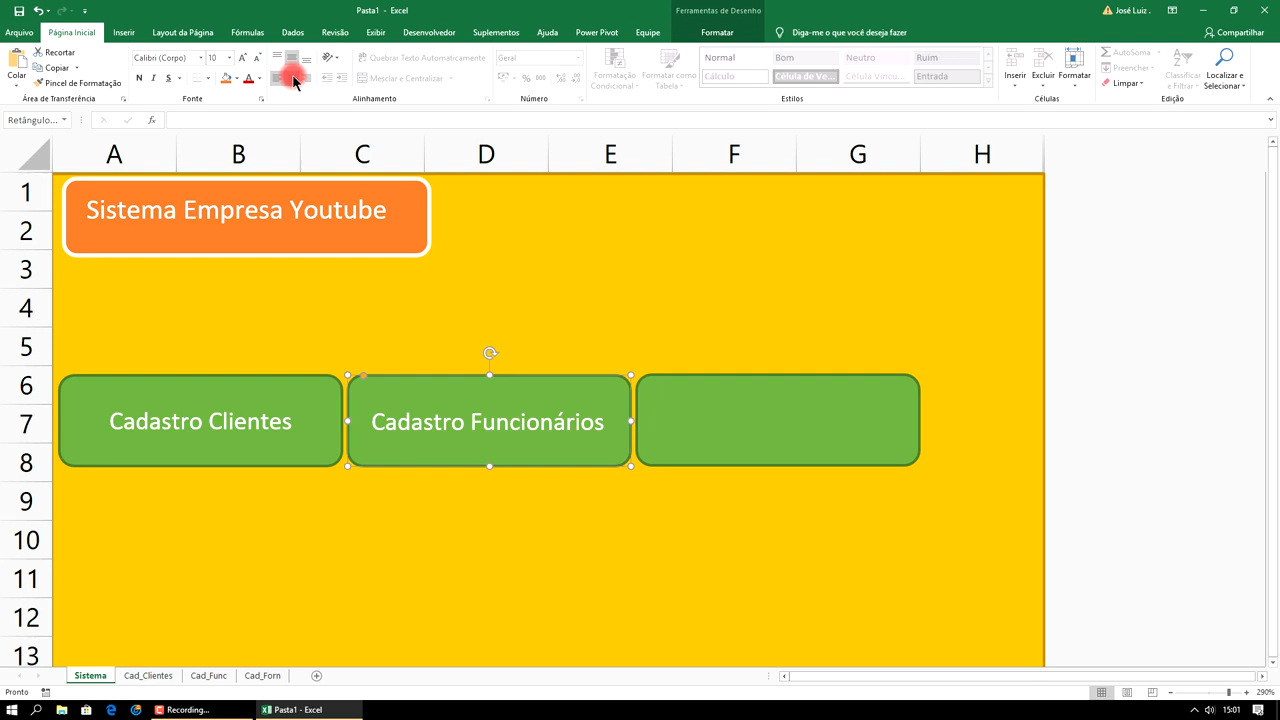 Pasta1 - Excel
Ferramentas de Desenho
José Luiz .
Arquivo Página Inicial Inserir Layout da Página Fórmulas Dados Revisão Exibir Desenvolvedor Suplementos Ajuda Power Pivot Equipe Formatar Diga-me o que você deseja fazer Compartilhar
Colar
Recortar
Copiar
Pincel de Formatação
Área de Transferência
Calibri (Corpo) 10
N I S
Fonte
Quebrar Texto Automaticamente
Mesclar e Centralizar
Alinhamento
Geral
% 000
Número
Formatação Condicional
Formatar como Tabela
Normal Bom Neutro Ruim
Cálculo Célula de Ve... Célula Vincu... Entrada
Estilos
Inserir Excluir Formatar
Células
AutoSoma
Preencher
Limpar
Classificar e Filtrar
Localizar e Selecionar
Edição
Retângulo...
fx
A B C D E F G H
1
2
3
4
5
6
7
8
9
10
11
12
13
Sistema Empresa Youtube
Cadastro Clientes
Cadastro Funcionários
Sistema Cad_Clientes Cad_Func Cad_Forn
Pronto
290%
Recording...
Pasta1 - Excel
15:01